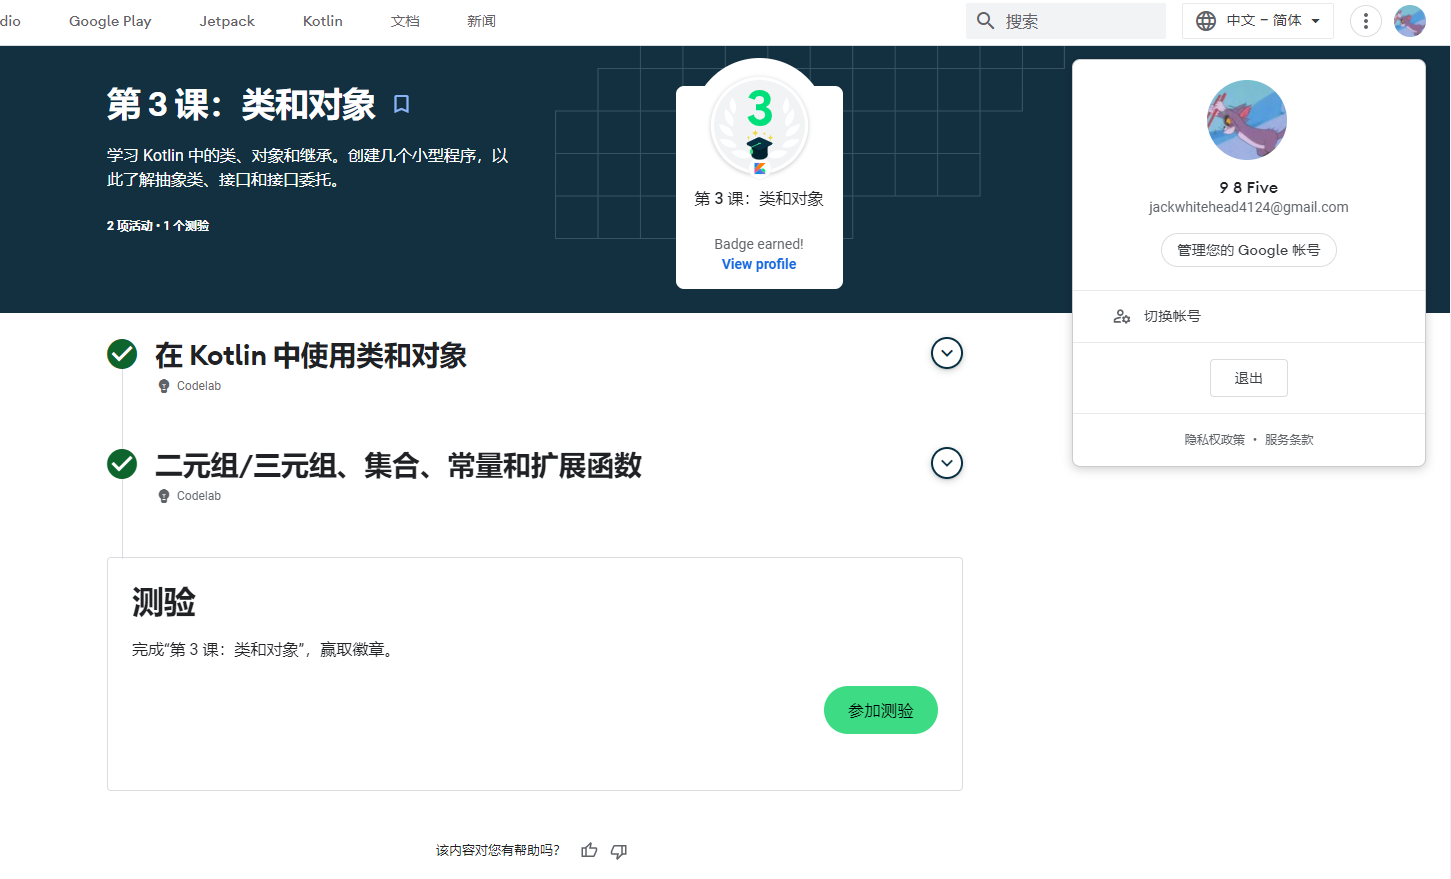 dio
Google Play
Jetpack
Kotlin
文档
新闻
搜索
中文 – 简体
第 3 课：类和对象
学习 Kotlin 中的类、对象和继承。创建几个小型程序，以
此了解抽象类、接口和接口委托。
2 项活动 • 1 个测验
3
第 3 课：类和对象
Badge earned!
View profile
9 8 Five
jackwhitehead4124@gmail.com
管理您的 Google 帐号
切换帐号
退出
隐私权政策 • 服务条款
在 Kotlin 中使用类和对象
Codelab
二元组/三元组、集合、常量和扩展函数
Codelab
测验
完成“第 3 课：类和对象”，赢取徽章。
参加测验
该内容对您有帮助吗？